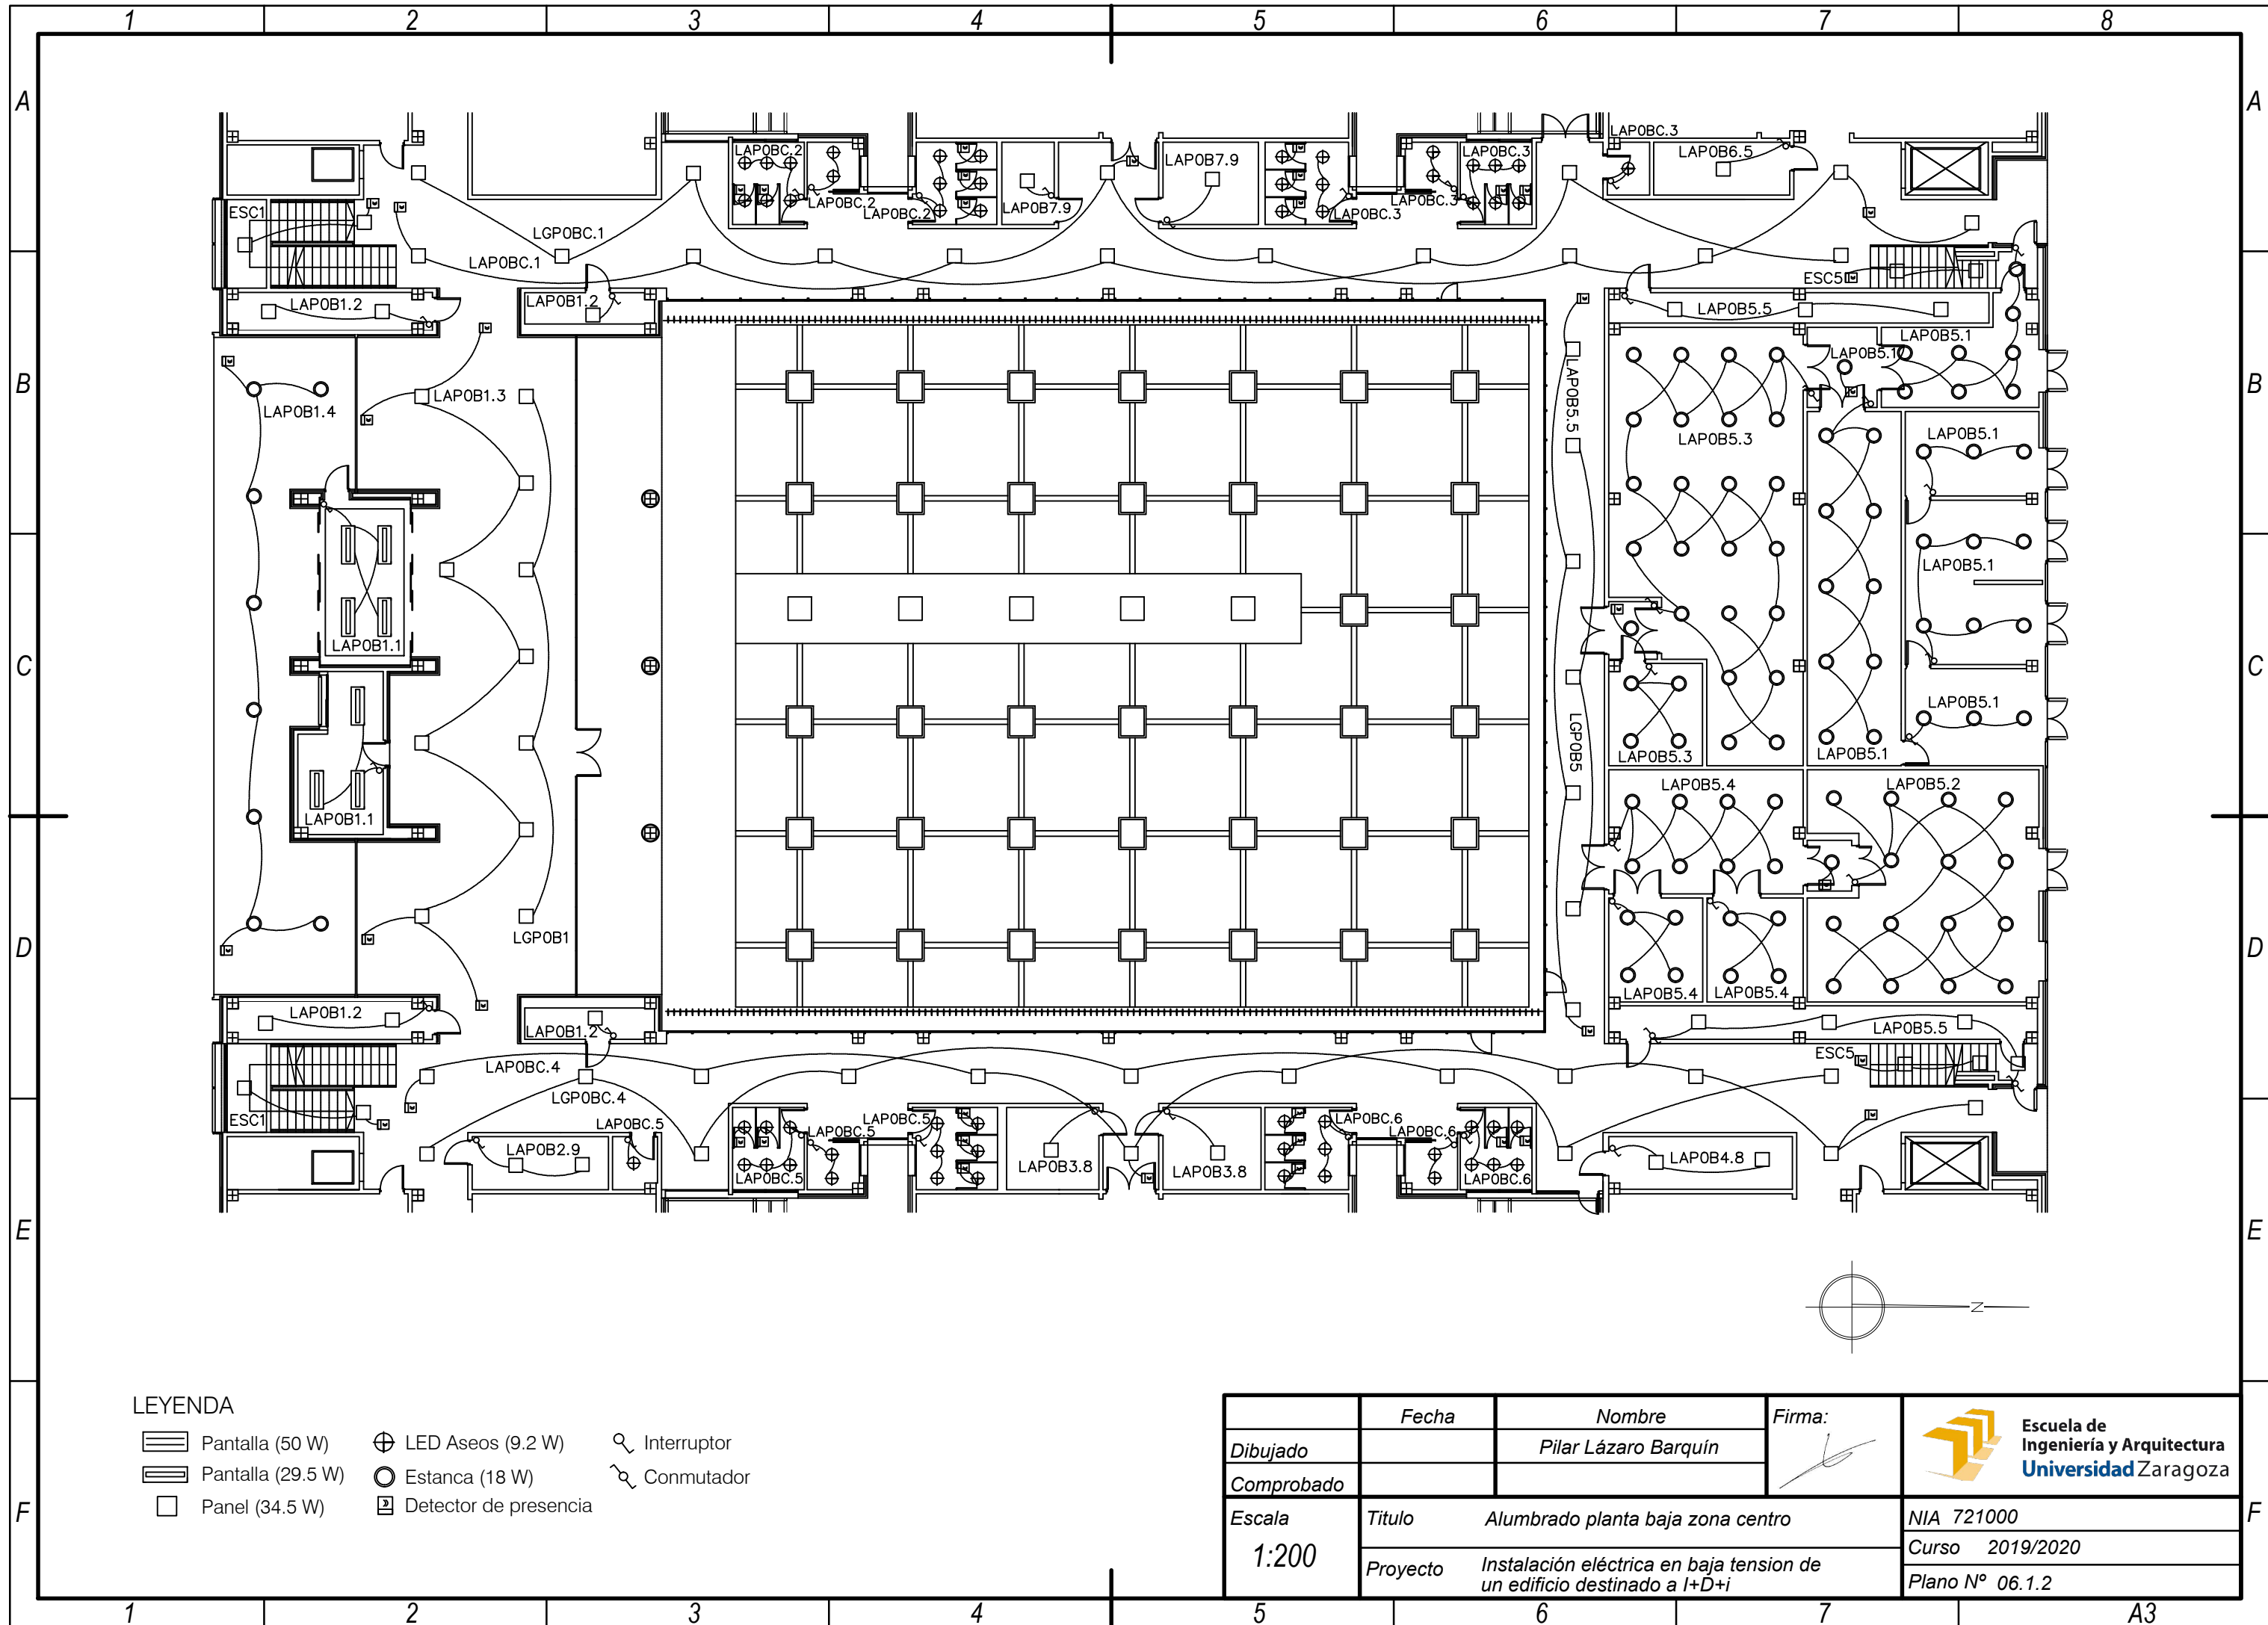 1 2 3 4 5 6 7 8
A A
LAP0BC.2
LAP0BC.3
LAP0BC.3
LAP0B6.5
LAP0B7.9
LAP0BC.2
LAP0BC.2
LAP0B7.9
LAP0BC.3
LAP0BC.3
ESC1
LGP0BC.1
LAP0BC.1
ESC5
LAP0B1.2
LAP0B1.2
LAP0B5.5
LAP0B5.1
LAP0B5.1
B B
LAP0B1.4
LAP0B1.3
LAP0B5.5
LAP0B5.3
LAP0B5.1
LAP0B5.1
LAP0B1.1
C C
LAP0B5.1
LGP0B5
LAP0B5.3
LAP0B5.1
LAP0B5.4
LAP0B5.2
LAP0B1.1
D D
LGP0B1
LAP0B5.4
LAP0B5.4
LAP0B1.2
LAP0B1.2
LAP0B5.5
ESC5
LAP0BC.4
LGP0BC.4
ESC1
LAP0BC.5
LAP0BC.5
LAP0BC.5
LAP0BC.6
LAP0BC.6
LAP0B2.9
LAP0B3.8
LAP0B3.8
LAP0B4.8
LAP0BC.5
LAP0BC.6
E E
N
LEYENDA
Pantalla (50 W)
LED Aseos (9.2 W)
Interruptor
Pantalla (29.5 W)
Estanca (18 W)
Conmutador
Panel (34.5 W)
Detector de presencia
Fecha
Nombre
Firma:
Dibujado
Pilar Lázaro Barquín
Comprobado
Escuela de
Ingeniería y Arquitectura
Universidad Zaragoza
Escala
1:200
Titulo
Alumbrado planta baja zona centro
Proyecto
Instalación eléctrica en baja tension de
un edificio destinado a I+D+i
NIA 721000
Curso 2019/2020
Plano Nº 06.1.2
F F
1 2 3 4 5 6 7 A3